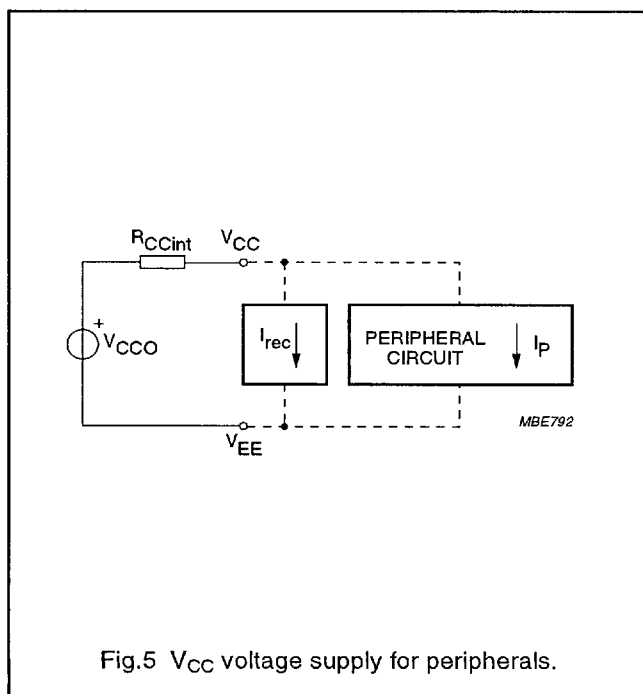 R_CCint
V_CC
+
V_CCO
I_rec
PERIPHERAL
CIRCUIT
I_P
V_EE
MBE792
Fig.5 V_CC voltage supply for peripherals.